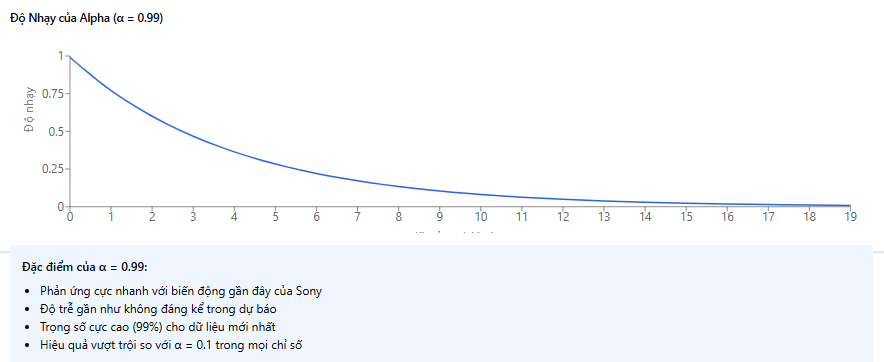 Độ Nhạy của Alpha (α = 0.99)
1
0.75
0.5
0.25
0
Độ nhạy
0 1 2 3 4 5 6 7 8 9 10 11 12 13 14 15 16 17 18 19
Đặc điểm của α = 0.99:
• Phản ứng cực nhanh với biến động gần đây của Sony
• Độ trễ gần như không đáng kể trong dự báo
• Trọng số cực cao (99%) cho dữ liệu mới nhất
• Hiệu quả vượt trội so với α = 0.1 trong mọi chỉ số